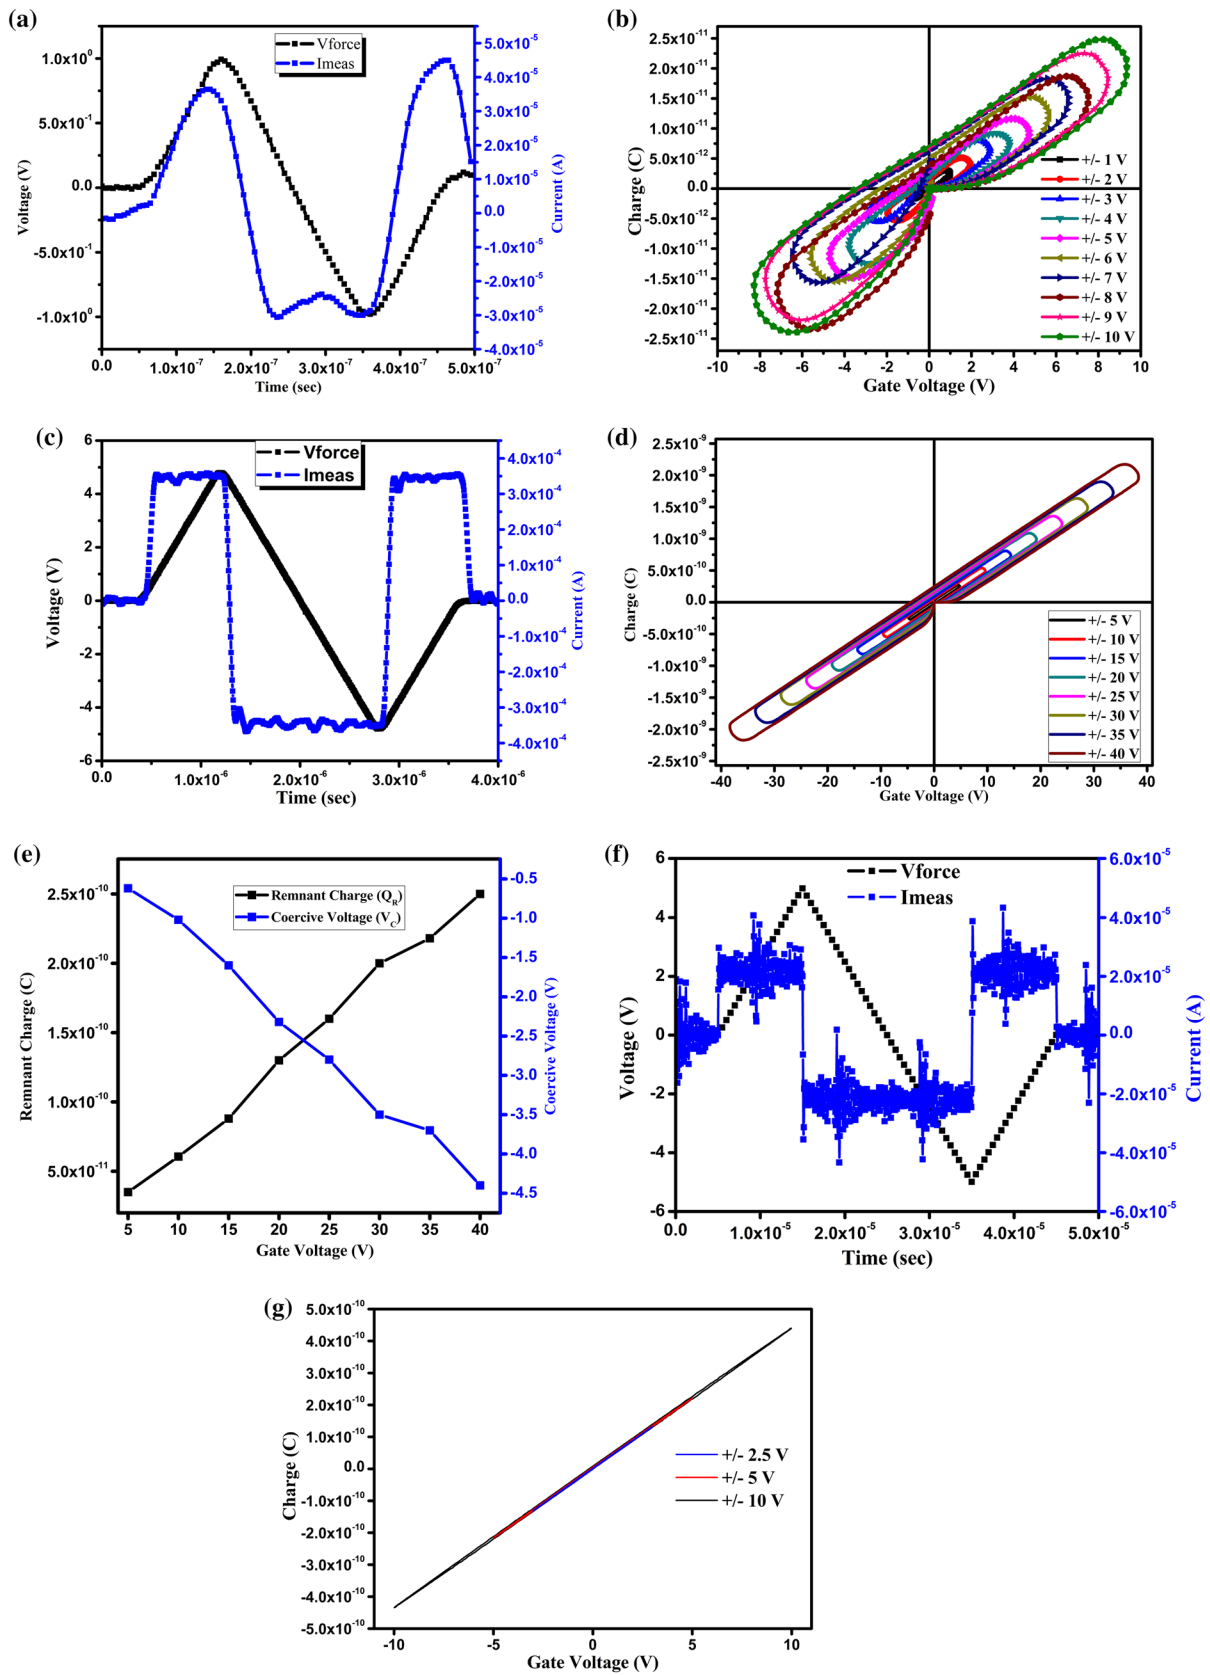 (a)
Vforce
Imeas
1.0x10⁰
5.0x10⁻¹
0.0
-5.0x10⁻¹
-1.0x10⁰
Voltage (V)
5.0x10⁻⁵
4.0x10⁻⁵
3.0x10⁻⁵
2.0x10⁻⁵
1.0x10⁻⁵
0.0
-1.0x10⁻⁵
-2.0x10⁻⁵
-3.0x10⁻⁵
-4.0x10⁻⁵
Current (A)
0.0 1.0x10⁻⁷ 2.0x10⁻⁷ 3.0x10⁻⁷ 4.0x10⁻⁷ 5.0x10⁻⁷
Time (sec)
(b)
2.5x10⁻¹¹
2.0x10⁻¹¹
1.5x10⁻¹¹
1.0x10⁻¹¹
5.0x10⁻¹²
0.0
-5.0x10⁻¹²
-1.0x10⁻¹¹
-1.5x10⁻¹¹
-2.0x10⁻¹¹
-2.5x10⁻¹¹
Charge (C)
+/- 1 V
+/- 2 V
+/- 3 V
+/- 4 V
+/- 5 V
+/- 6 V
+/- 7 V
+/- 8 V
+/- 9 V
+/- 10 V
-10 -8 -6 -4 -2 0 2 4 6 8 10
Gate Voltage (V)
(c)
Vforce
Imeas
6
4
2
0
-2
-4
-6
Voltage (V)
4.0x10⁻⁴
3.0x10⁻⁴
2.0x10⁻⁴
1.0x10⁻⁴
0.0
-1.0x10⁻⁴
-2.0x10⁻⁴
-3.0x10⁻⁴
-4.0x10⁻⁴
Current (A)
0.0 1.0x10⁻⁶ 2.0x10⁻⁶ 3.0x10⁻⁶ 4.0x10⁻⁶
Time (sec)
(d)
2.5x10⁻⁹
2.0x10⁻⁹
1.5x10⁻⁹
1.0x10⁻⁹
5.0x10⁻¹⁰
0.0
-5.0x10⁻¹⁰
-1.0x10⁻⁹
-1.5x10⁻⁹
-2.0x10⁻⁹
-2.5x10⁻⁹
Charge (C)
+/- 5 V
+/- 10 V
+/- 15 V
+/- 20 V
+/- 25 V
+/- 30 V
+/- 35 V
+/- 40 V
-40 -30 -20 -10 0 10 20 30 40
Gate Voltage (V)
(e)
Remnant Charge (Q_R)
Coercive Voltage (V_C)
2.5x10⁻¹⁰
2.0x10⁻¹⁰
1.5x10⁻¹⁰
1.0x10⁻¹⁰
5.0x10⁻¹¹
Remnant Charge (C)
-0.5
-1.0
-1.5
-2.0
-2.5
-3.0
-3.5
-4.0
-4.5
Coercive Voltage (V)
5 10 15 20 25 30 35 40
Gate Voltage (V)
(f)
Vforce
Imeas
6
4
2
0
-2
-4
-6
Voltage (V)
6.0x10⁻⁵
4.0x10⁻⁵
2.0x10⁻⁵
0.0
-2.0x10⁻⁵
-4.0x10⁻⁵
-6.0x10⁻⁵
Current (A)
0.0 1.0x10⁻⁵ 2.0x10⁻⁵ 3.0x10⁻⁵ 4.0x10⁻⁵ 5.0x10⁻⁵
Time (sec)
(g)
5.0x10⁻¹⁰
4.0x10⁻¹⁰
3.0x10⁻¹⁰
2.0x10⁻¹⁰
1.0x10⁻¹⁰
0.0
-1.0x10⁻¹⁰
-2.0x10⁻¹⁰
-3.0x10⁻¹⁰
-4.0x10⁻¹⁰
-5.0x10⁻¹⁰
Charge (C)
+/- 2.5 V
+/- 5 V
+/- 10 V
-10 -5 0 5 10
Gate Voltage (V)